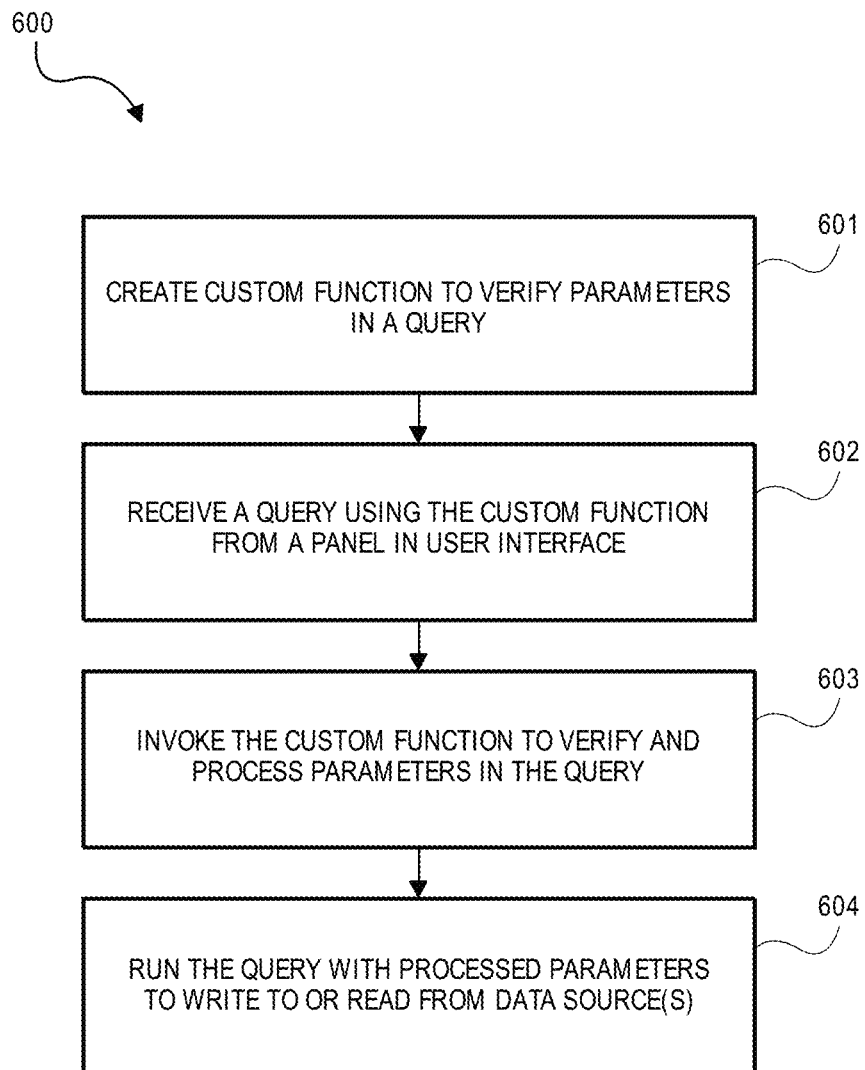 600
601
CREATE CUSTOM FUNCTION TO VERIFY PARAMETERS
IN A QUERY
602
RECEIVE A QUERY USING THE CUSTOM FUNCTION
FROM A PANEL IN USER INTERFACE
603
INVOKE THE CUSTOM FUNCTION TO VERIFY AND
PROCESS PARAMETERS IN THE QUERY
604
RUN THE QUERY WITH PROCESSED PARAMETERS
TO WRITE TO OR READ FROM DATA SOURCE(S)